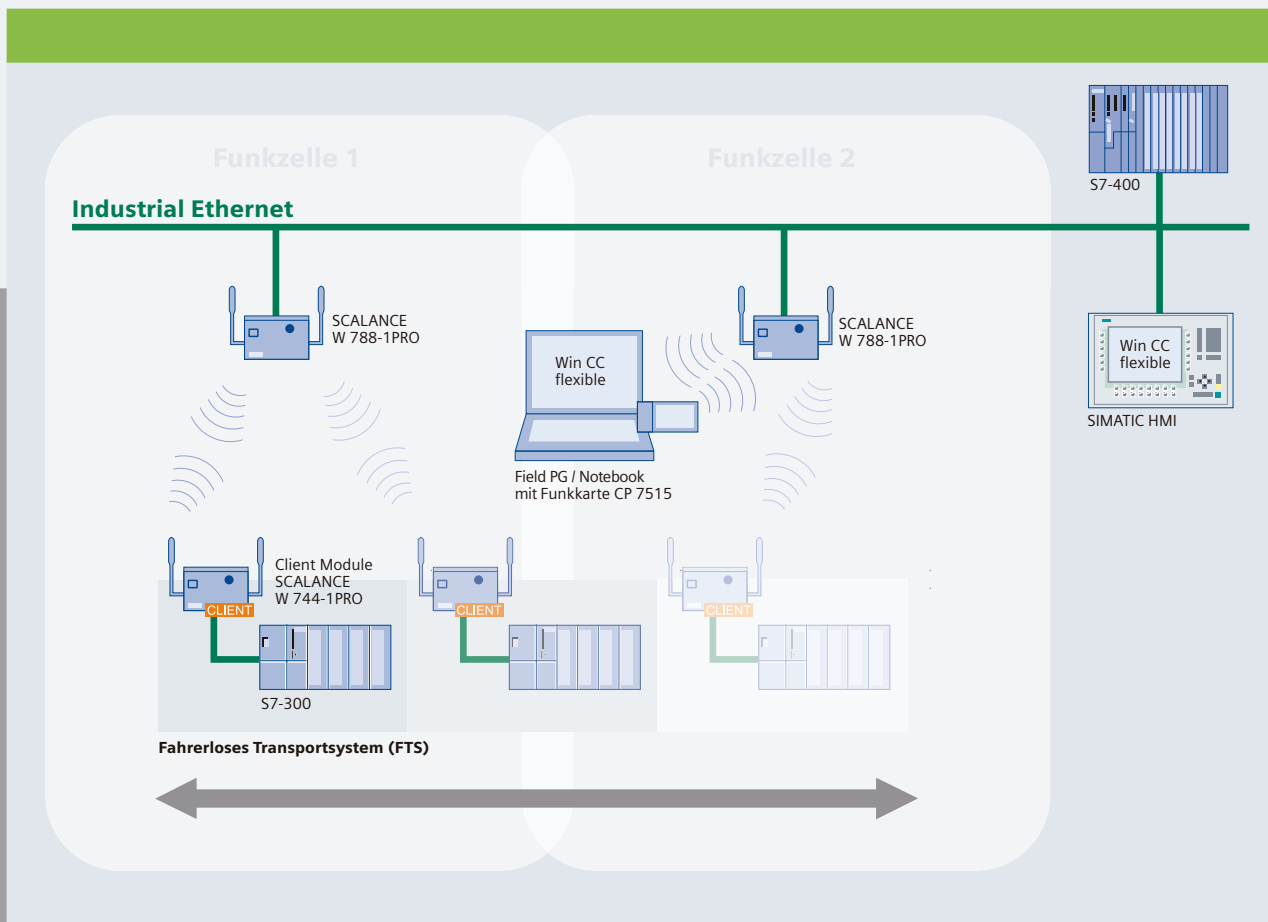 Funkzelle 1
Funkzelle 2
S7-400
Industrial Ethernet
SCALANCE
W 788-1PRO
Win CC
flexible
SCALANCE
W 788-1PRO
Win CC
flexible
SIMATIC HMI
Field PG / Notebook
mit Funkkarte CP 7515
Client Module
SCALANCE
W 744-1PRO
CLIENT
CLIENT
CLIENT
S7-300
Fahrerloses Transportsystem (FTS)